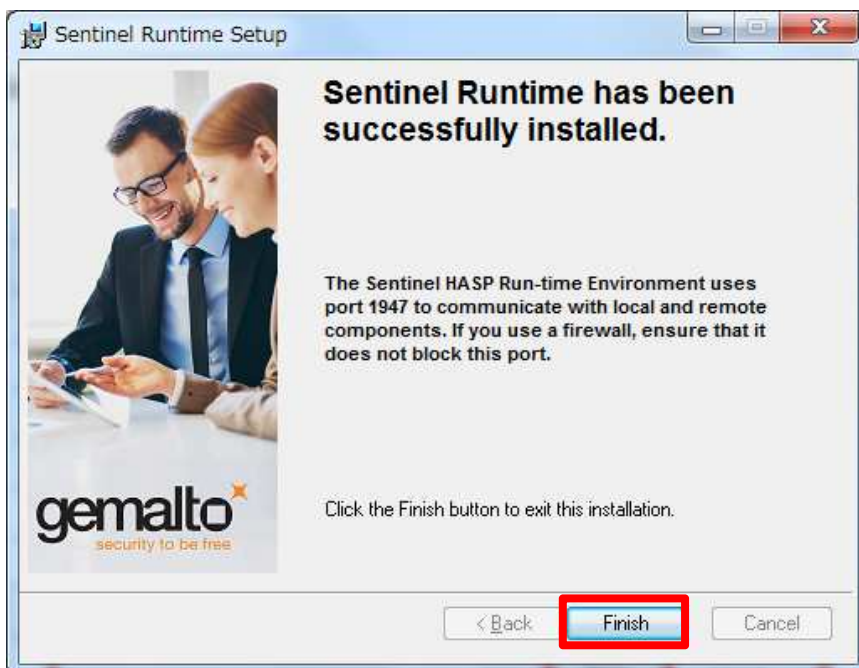 Sentinel Runtime Setup
Sentinel Runtime has been
successfully installed.
The Sentinel HASP Run-time Environment uses
port 1947 to communicate with local and remote
components. If you use a firewall, ensure that it
does not block this port.
gemalto
security to be free
Click the Finish button to exit this installation.
< Back
Finish
Cancel